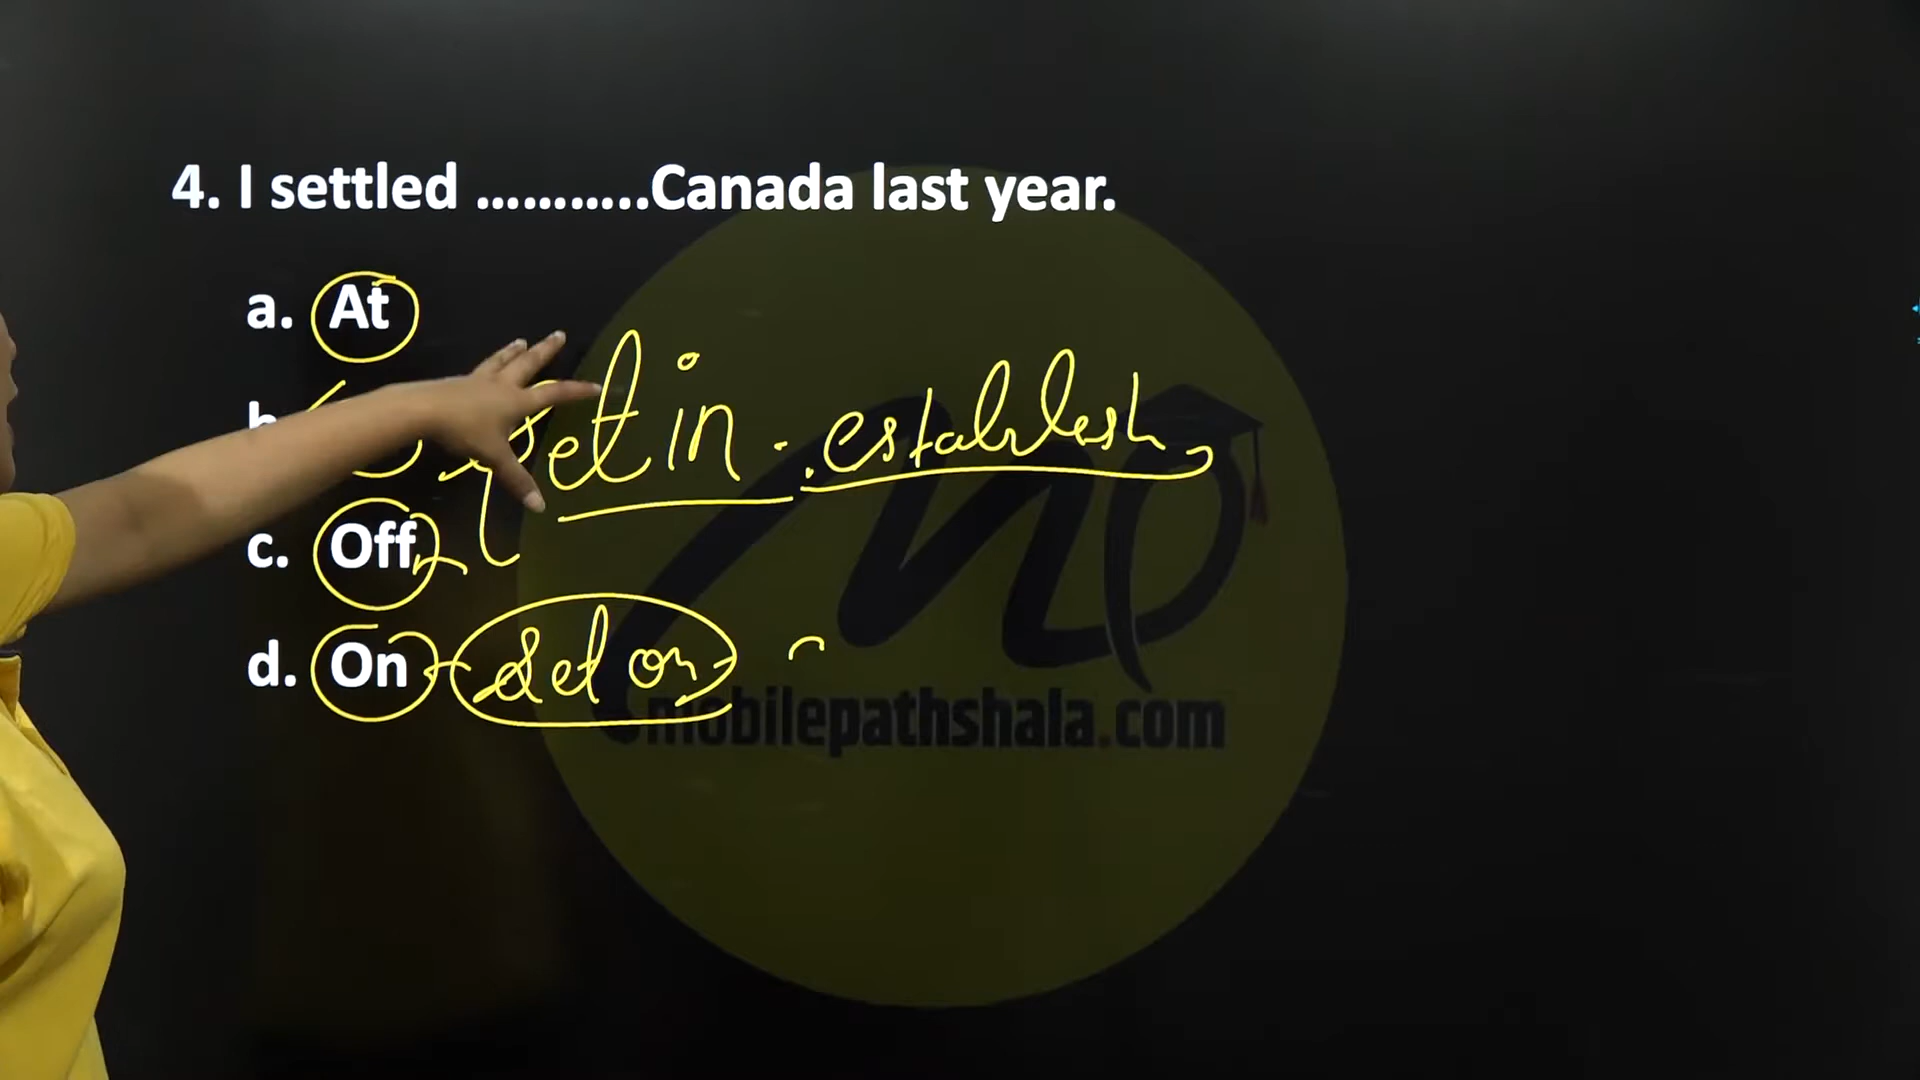 4. I settled ………..Canada last year.
a. At
b.
set in . establish,
c. Off
d. On set on
mobilepathshala.com